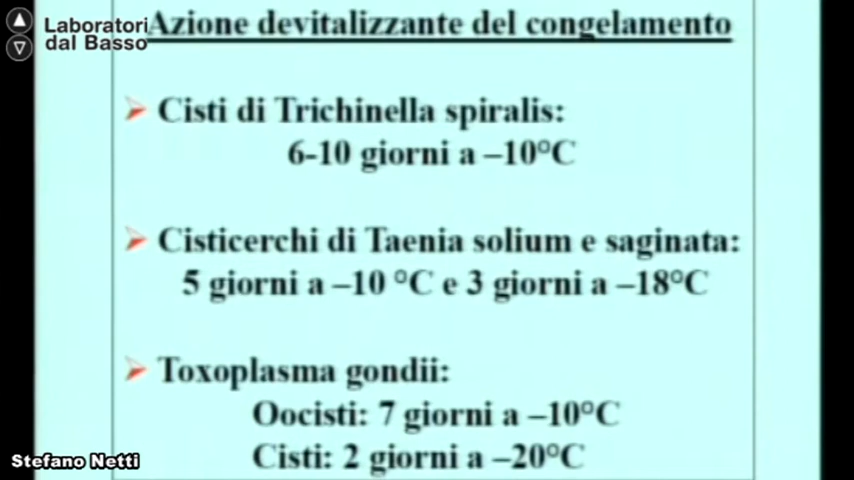 Laboratori
dal Basso
Azione devitalizzante del congelamento
Cisti di Trichinella spiralis:
6-10 giorni a –10°C
Cisticerchi di Taenia solium e saginata:
5 giorni a –10 °C e 3 giorni a –18°C
Toxoplasma gondii:
Oocisti: 7 giorni a –10°C
Cisti: 2 giorni a –20°C
Stefano Netti